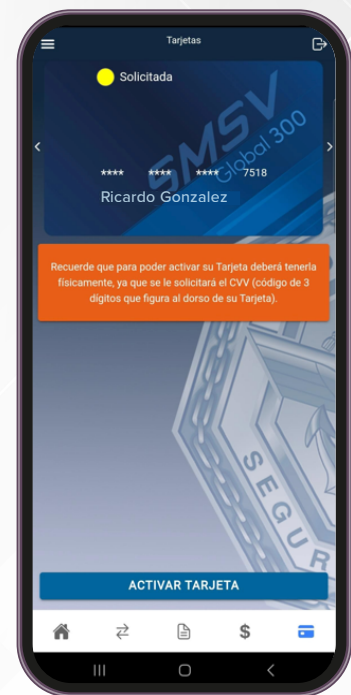 Tarjetas
Solicitada
SMSV
Global 300
**** **** **** 7518
Ricardo Gonzalez
Recuerde que para poder activar su Tarjeta deberá tenerla
físicamente, ya que se le solicitará el CVV (código de 3
dígitos que figura al dorso de su Tarjeta).
SEGUR
ACTIVAR TARJETA
$